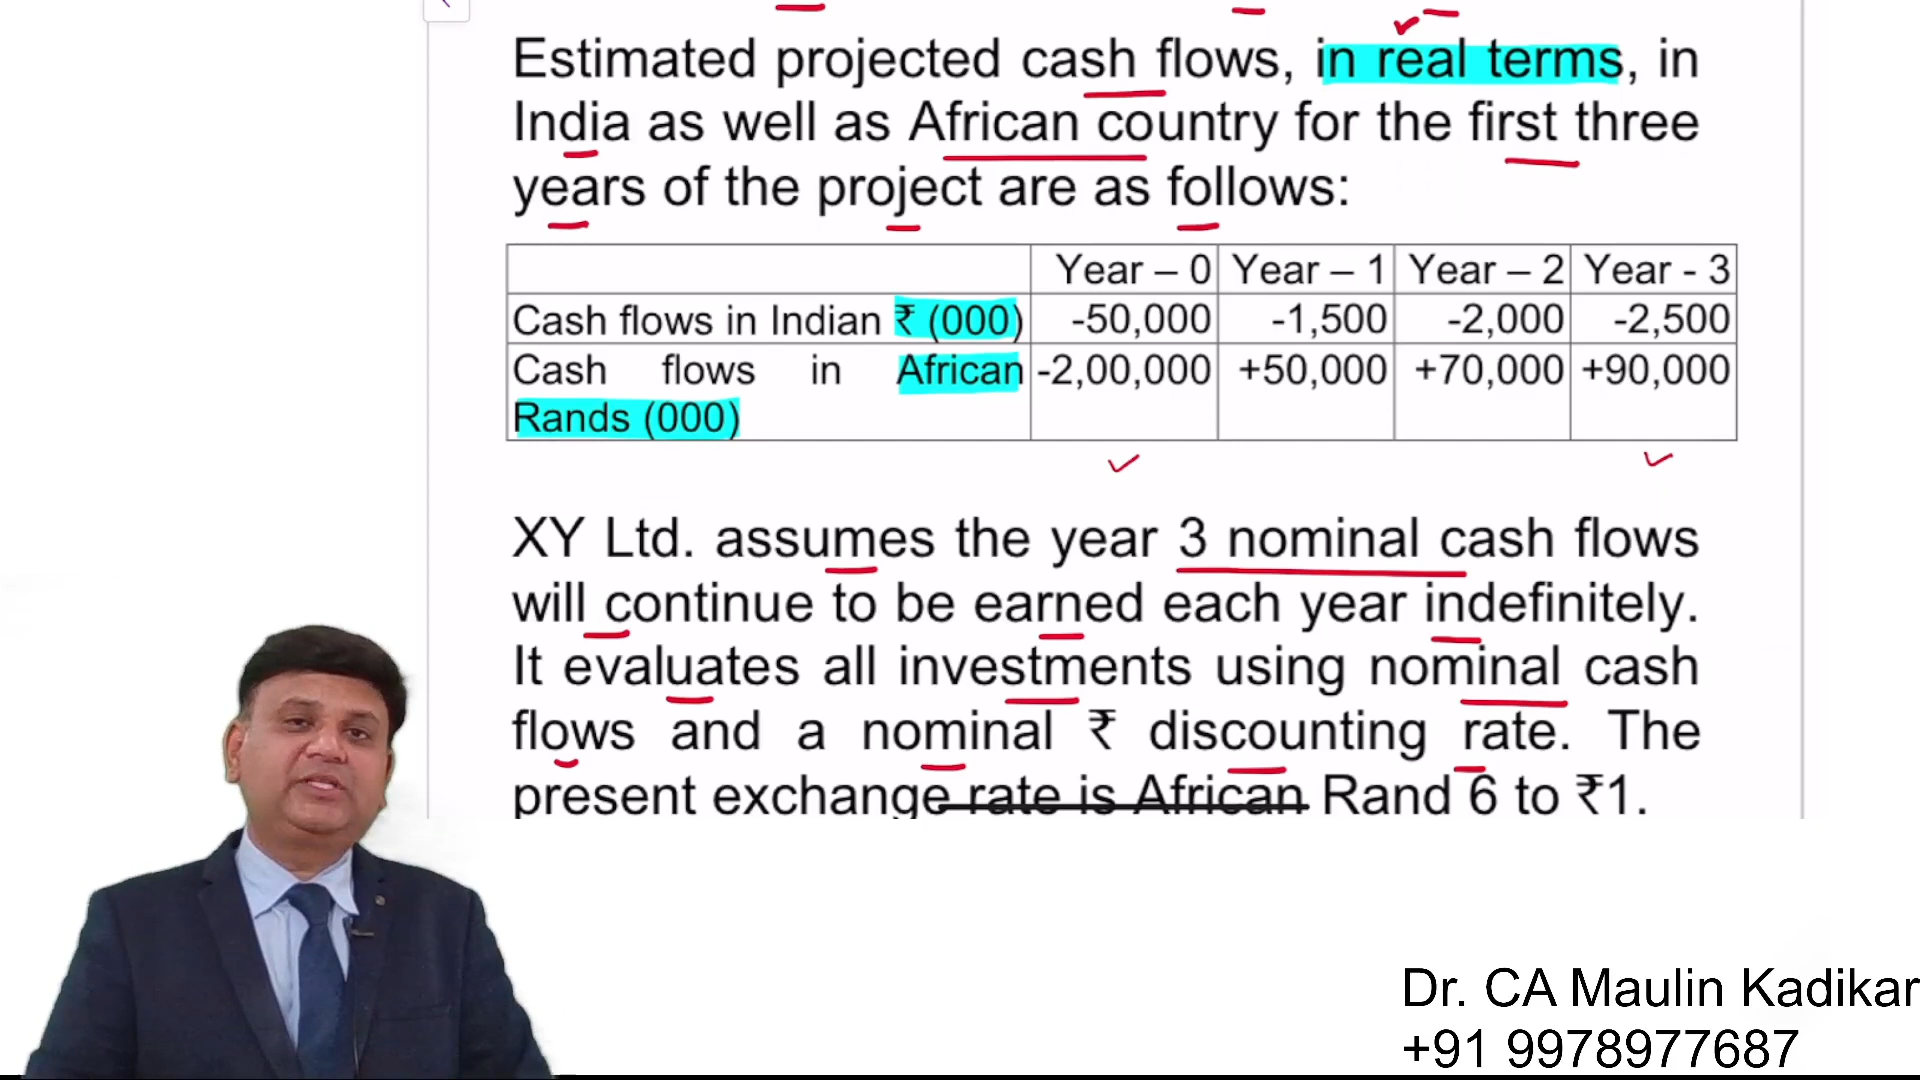 Estimated projected cash flows, in real terms, in
India as well as African country for the first three
years of the project are as follows:
Year – 0 Year – 1 Year – 2 Year - 3
Cash flows in Indian ₹ (000) -50,000 -1,500 -2,000 -2,500
Cash flows in African -2,00,000 +50,000 +70,000 +90,000
Rands (000)
XY Ltd. assumes the year 3 nominal cash flows
will continue to be earned each year indefinitely.
It evaluates all investments using nominal cash
flows and a nominal ₹ discounting rate. The
present exchange rate is African Rand 6 to ₹1.
Dr. CA Maulin Kadikar
+91 9978977687